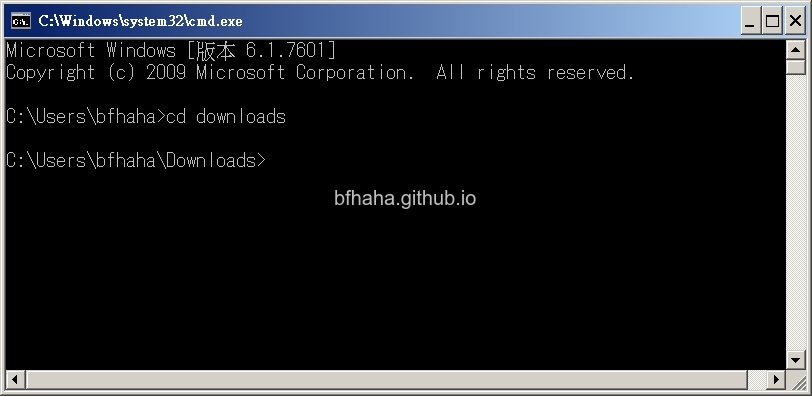 C:\Windows\system32\cmd.exe
Microsoft Windows [版本 6.1.7601]
Copyright (c) 2009 Microsoft Corporation.  All rights reserved.
C:\Users\bfhaha>cd downloads
C:\Users\bfhaha\Downloads>
bfhaha.github.io